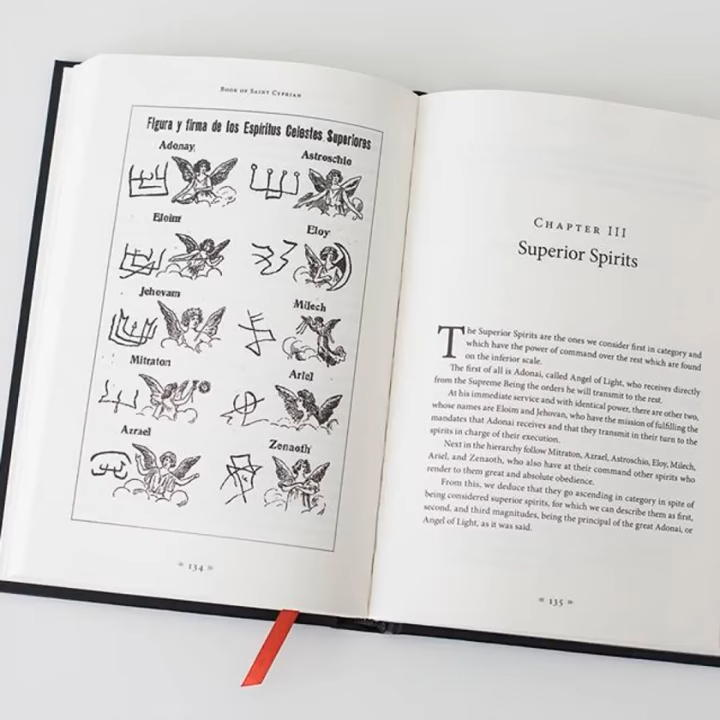 Book of Saint Cyprian
Figura y firma de los Espíritus Celestes Superiores
Adonay
Astroschio
Eloim
Eloy
Jehovam
Milech
Mitraton
Ariel
Azrael
Zenaoth
134
Chapter III
Superior Spirits
The Superior Spirits are the ones we consider first in category and
which have the power of command over the rest which are found
on the inferior scale.
The first of all is Adonai, called Angel of Light, who receives directly
from the Supreme Being the orders he will transmit to the rest.
At his immediate service and with identical power, there are other two,
whose names are Eloim and Jehovan, who have the mission of fulfilling the
mandates that Adonai receives and that they transmit in their turn to the
spirits in charge of their execution.
Next in the hierarchy follow Mitraton, Azrael, Astroschio, Eloy, Milech,
Ariel, and Zenaoth, who also have at their command other spirits who
render to them great and absolute obedience.
From this, we deduce that they go ascending in category in spite of
being considered superior spirits, for which we can describe them as first,
second, and third magnitudes, being the principal of the great Adonai, or
Angel of Light, as it was said.
135